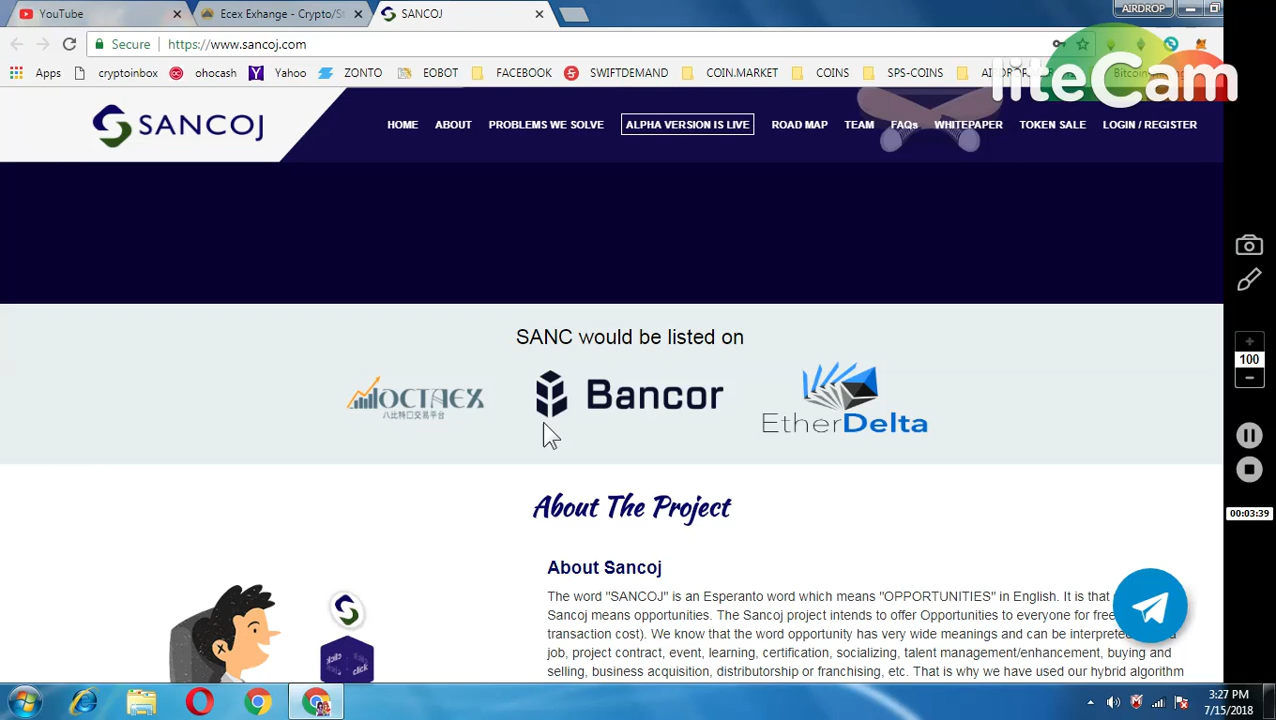 YouTube
Ecex Exhange - Crypto/St
SANCOJ
AIRDROP
Secure
https://www.sancoj.com
Apps
cryptoinbox
ohocash
Yahoo
EOBOT
FACEBOOK
SWIFTDEMAND
COIN.MARKET
COINS
SPS-COINS
liteCam
SANCOJ
HOME
ABOUT
PROBLEMS WE SOLVE
ALPHA VERSION IS LIVE
ROAD MAP
TEAM
FAQs
WHITEPAPER
TOKEN SALE
LOGIN / REGISTER
SANC would be listed on
OCTAEX
Bancor
EtherDelta
100
00:03:39
About The Project
About Sancoj
The word "SANCOJ" is an Esperanto word which means "OPPORTUNITIES" in English. It is that
Sancoj means opportunities. The Sancoj project intends to offer Opportunities to everyone for free
transaction cost). We know that the word opportunity has very wide meanings and can be
job, project contract, event, learning, certification, socializing, talent management/enhancement, buying and
selling, business acquisition, distributorship or franchising, etc. That is why we have used our hybrid algorithm
click
3:27 PM
7/15/2018